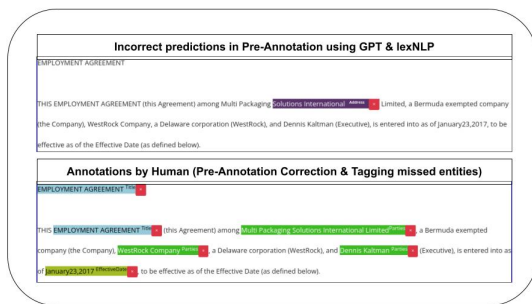 Incorrect predictions in Pre-Annotation using GPT & lexNLP
EMPLOYMENT AGREEMENT
THIS EMPLOYMENT AGREEMENT (this Agreement) among Multi Packaging Solutions International Address × Limited, a Bermuda exempted company
(the Company), WestRock Company, a Delaware corporation (WestRock), and Dennis Kaltman (Executive), is entered into as of January23,2017, to be
effective as of the Effective Date (as defined below).
Annotations by Human (Pre-Annotation Correction & Tagging missed entities)
EMPLOYMENT AGREEMENT Title ×
THIS EMPLOYMENT AGREEMENT Title × (this Agreement) among Multi Packaging Solutions International Limited Parties × , a Bermuda exempted
company (the Company), WestRock Company Parties × , a Delaware corporation (WestRock), and Dennis Kaltman Parties × (Executive), is entered into as
of January23,2017 EffectiveDate × , to be effective as of the Effective Date (as defined below).